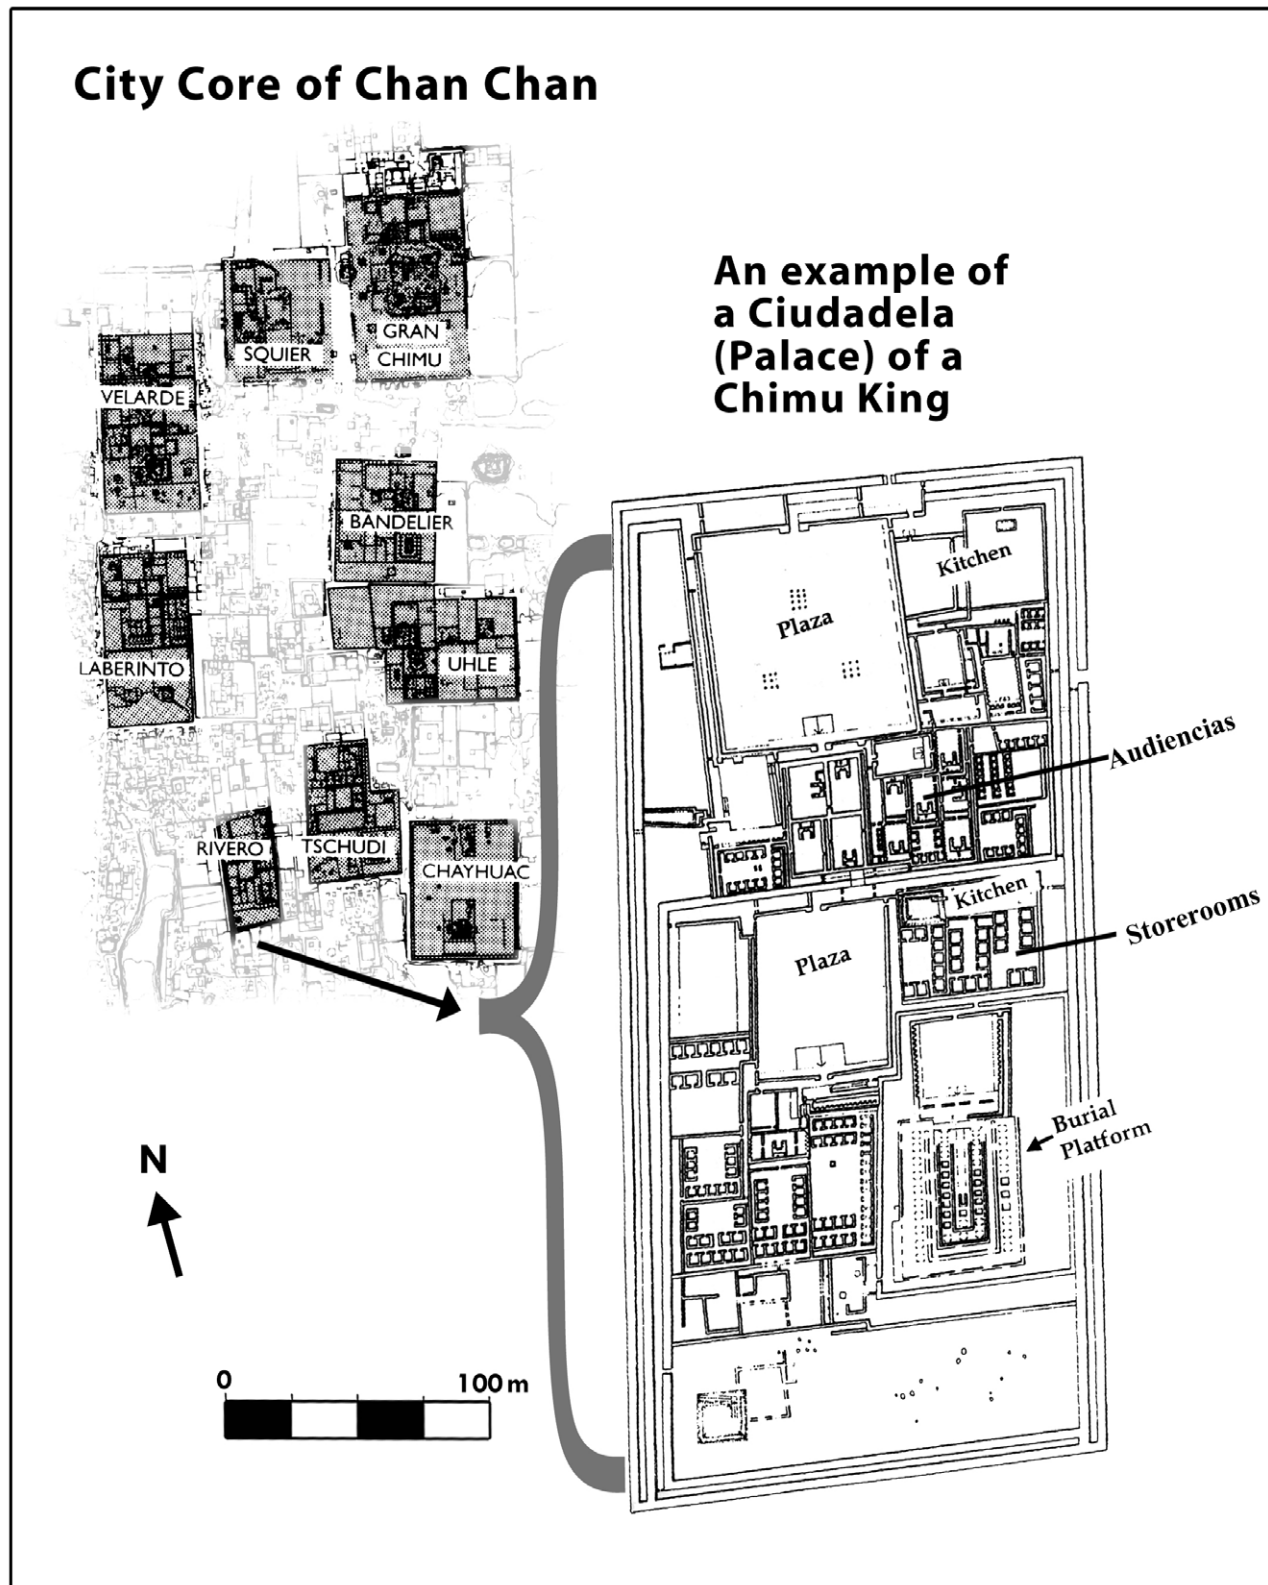 City Core of Chan Chan
GRAN
CHIMU
SQUIER
VELARDE
BANDELIER
LABERINTO
UHLE
RIVERO
TSCHUDI
CHAYHUAC
N
0
100 m
An example of
a Ciudadela
(Palace) of a
Chimu King
Kitchen
Plaza
Audiencias
Kitchen
Storerooms
Plaza
Burial
Platform